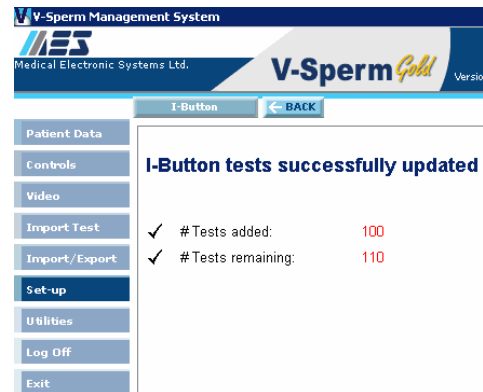 V-Sperm Management System
MES
Medical Electronic Systems Ltd.
V-Sperm Gold
I-Button
BACK
Patient Data
Controls
Video
Import Test
Import/Export
Set-up
Utilities
Log Off
Exit
I-Button tests successfully updated
# Tests added: 100
# Tests remaining: 110